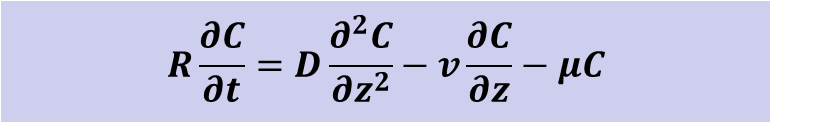 R ∂C/∂t = D ∂²C/∂z² − v ∂C/∂z − μC